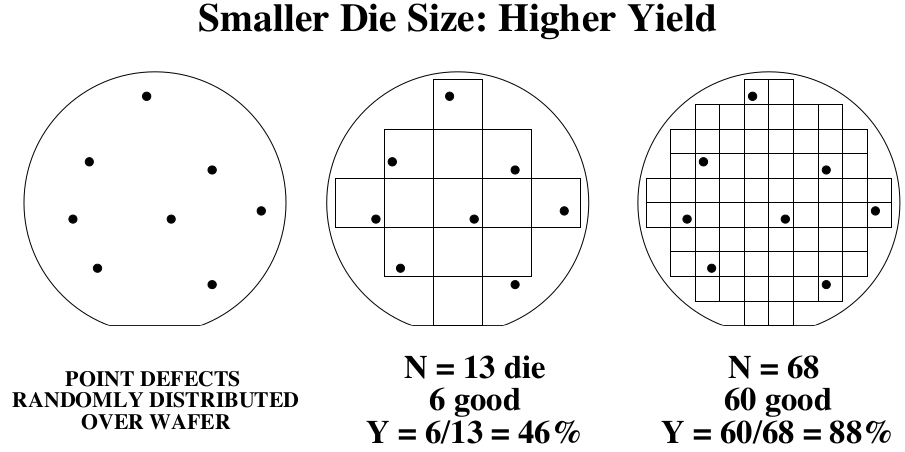 Smaller Die Size: Higher Yield
POINT DEFECTS
RANDOMLY DISTRIBUTED
OVER WAFER
N = 13 die
6 good
Y = 6/13 = 46%
N = 68
60 good
Y = 60/68 = 88%